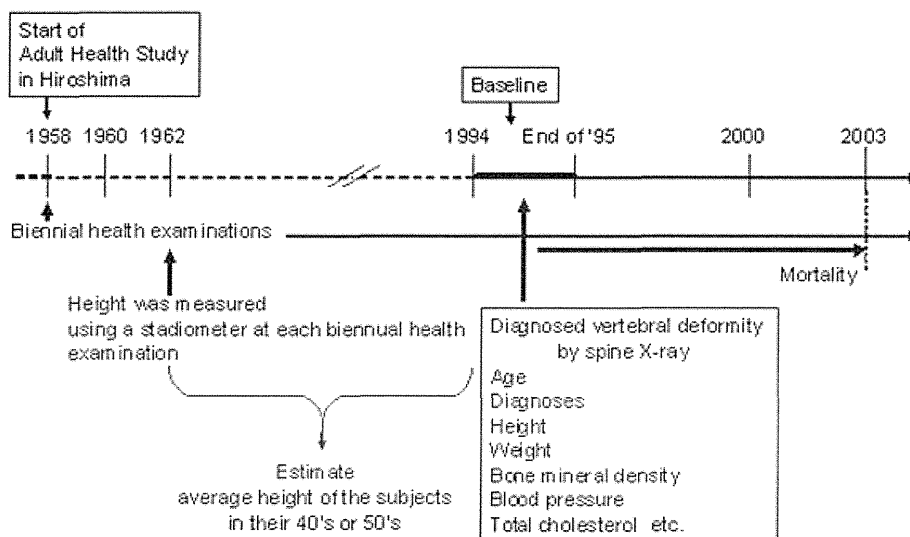 Start of
Adult Health Study
in Hiroshima
Baseline
1958 1960 1962 1994 End of '95 2000 2003
Biennial health examinations
Mortality
Height was measured
using a stadiometer at each biennual health
examination
Estimate
average height of the subjects
in their 40's or 50's
Diagnosed vertebral deformity
by spine X-ray
Age
Diagnoses
Height
Weight
Bone mineral density
Blood pressure
Total cholesterol etc.